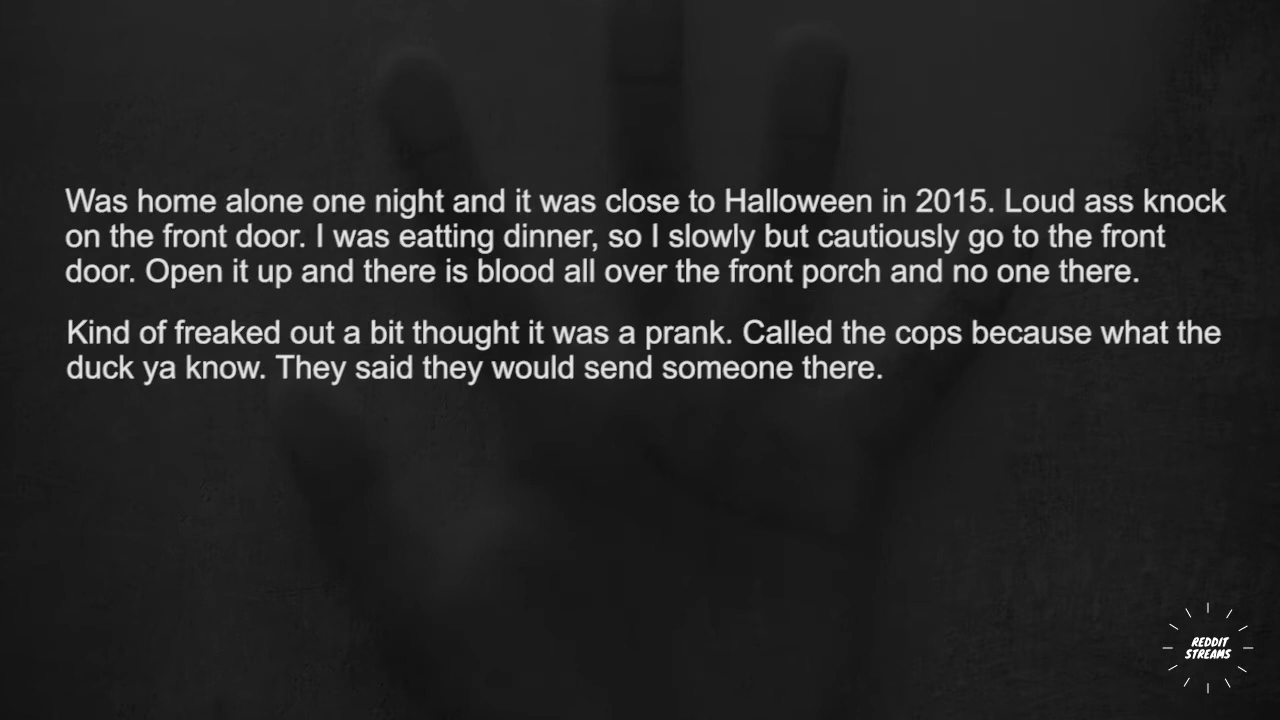 Was home alone one night and it was close to Halloween in 2015. Loud ass knock
on the front door. I was eatting dinner, so I slowly but cautiously go to the front
door. Open it up and there is blood all over the front porch and no one there.
Kind of freaked out a bit thought it was a prank. Called the cops because what the
duck ya know. They said they would send someone there.
REDDIT
STREAMS